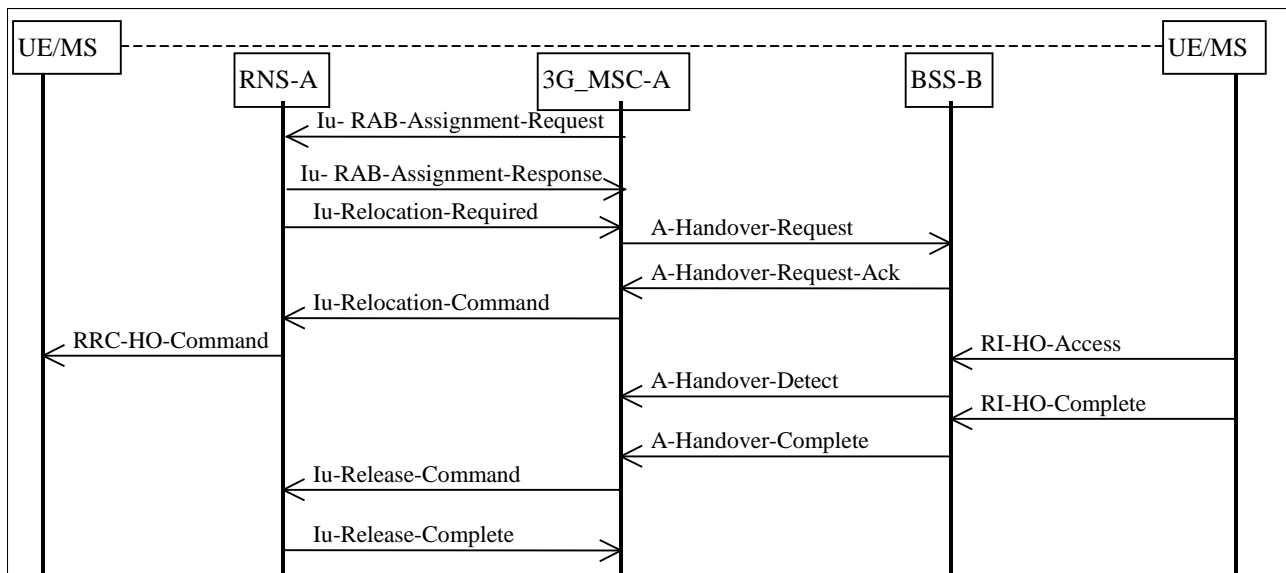 UE/MS
UE/MS
RNS-A
3G_MSC-A
BSS-B
Iu- RAB-Assignment-Request
Iu- RAB-Assignment-Response
Iu-Relocation-Required
A-Handover-Request
A-Handover-Request-Ack
Iu-Relocation-Command
RRC-HO-Command
RI-HO-Access
A-Handover-Detect
RI-HO-Complete
A-Handover-Complete
Iu-Release-Command
Iu-Release-Complete